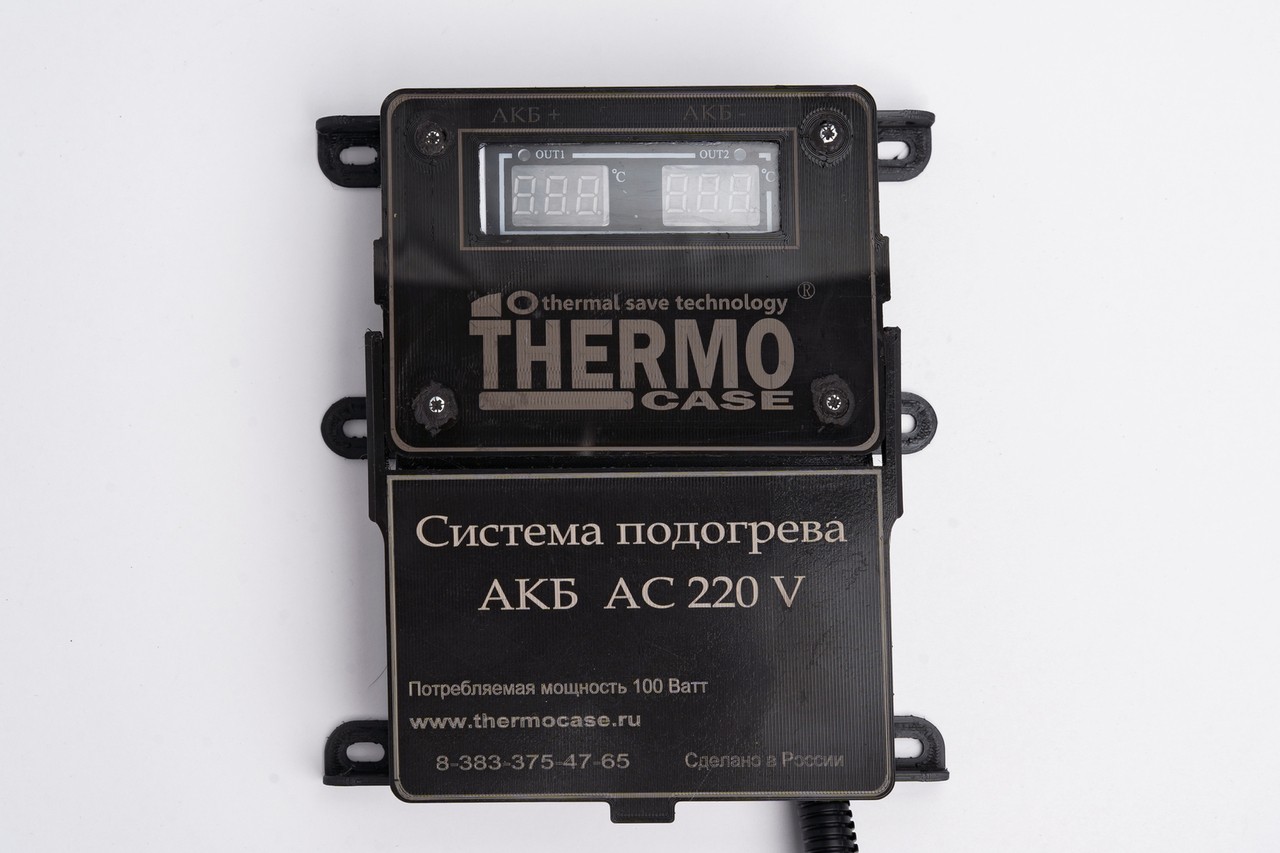 АКБ + АКБ -
OUT1 OUT2
°C °C
thermal save technology ®
THERMO
CASE
Система подогрева
АКБ AC 220 V
Потребляемая мощность 100 Ватт
www.thermocase.ru
8-383-375-47-65 Сделано в России